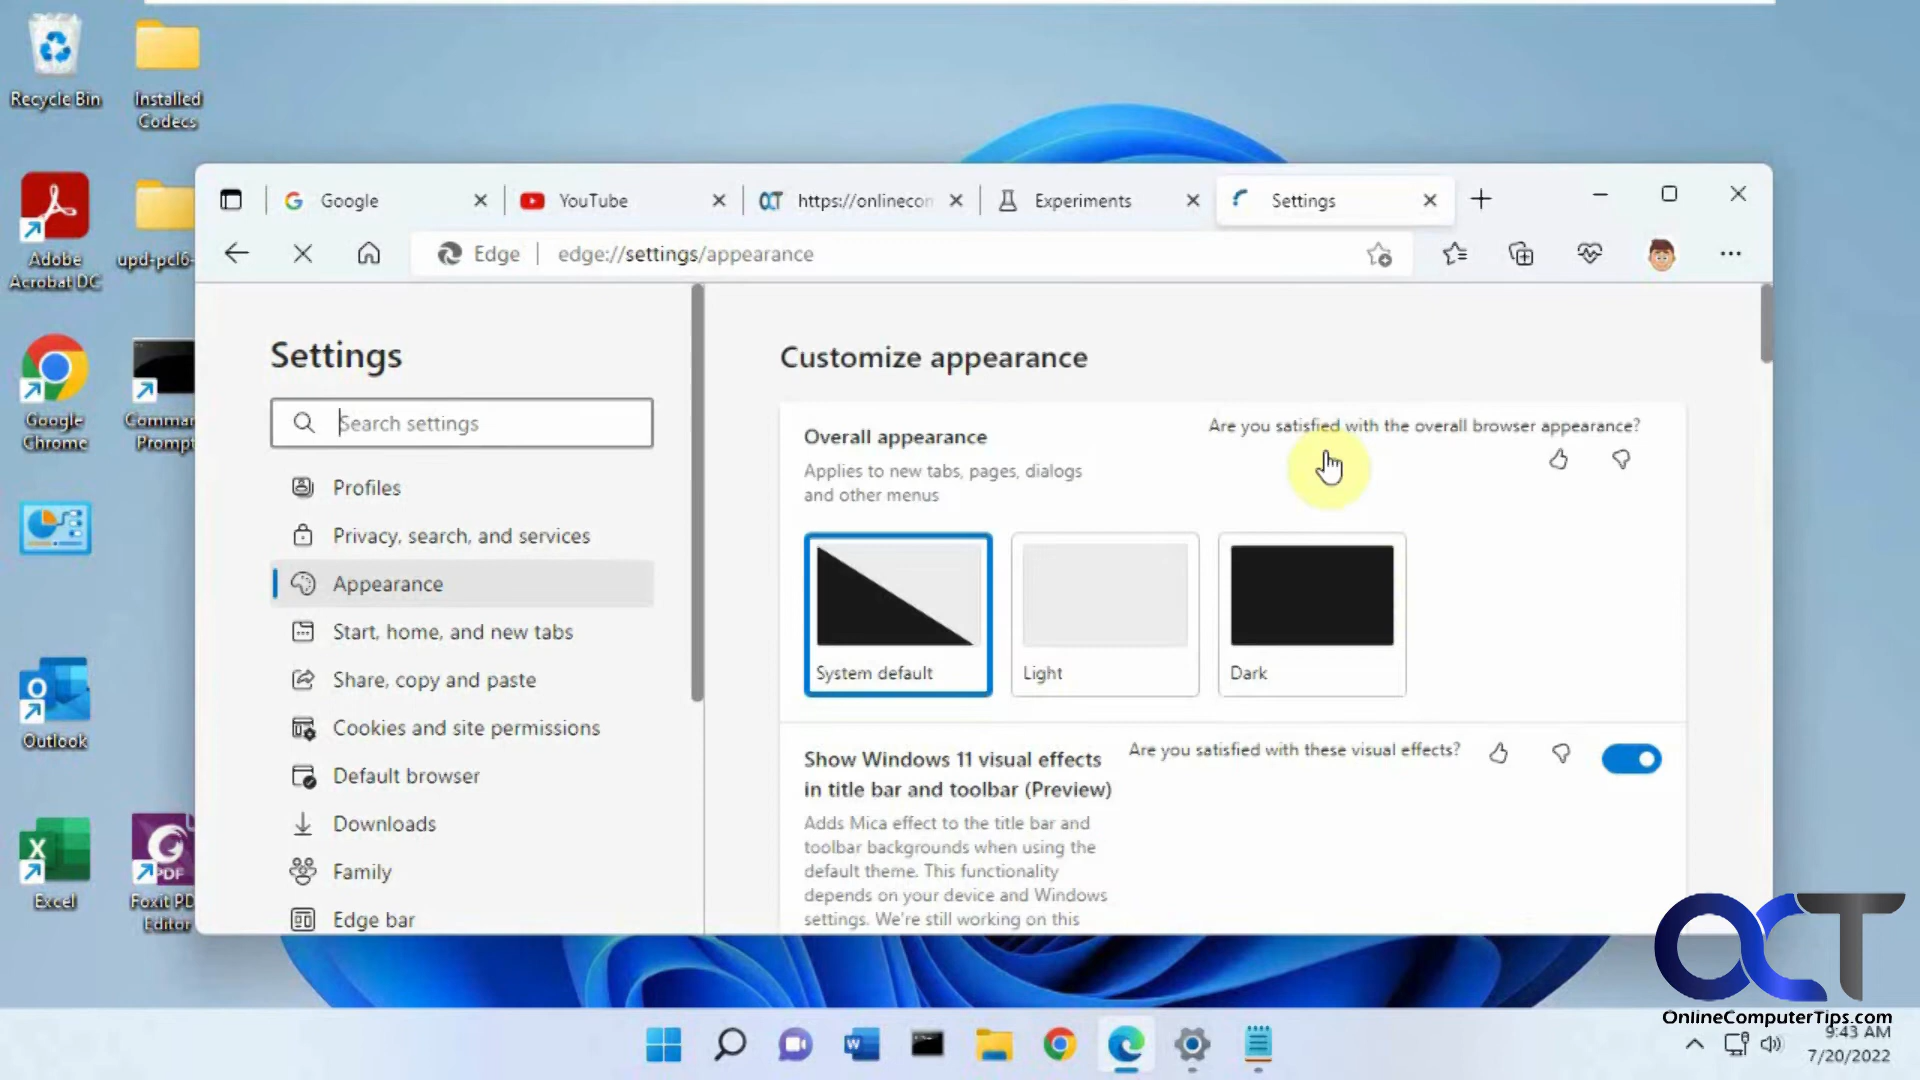 Recycle Bin
Installed
Codecs
Adobe
Acrobat DC
upd-pcl6-
Google
Chrome
Comman
Prompt
Outlook
Excel
Foxit PD
Editor
PDF
Google
YouTube
OCT
https://onlinecon
Experiments
Settings
Edge
edge://settings/appearance
Settings
Search settings
Profiles
Privacy, search, and services
Appearance
Start, home, and new tabs
Share, copy and paste
Cookies and site permissions
Default browser
Downloads
Family
Edge bar
Customize appearance
Overall appearance
Applies to new tabs, pages, dialogs
and other menus
Are you satisfied with the overall browser appearance?
System default
Light
Dark
Show Windows 11 visual effects
in title bar and toolbar (Preview)
Are you satisfied with these visual effects?
Adds Mica effect to the title bar and
toolbar backgrounds when using the
default theme. This functionality
depends on your device and Windows
settings. We're still working on this
OCT
OnlineComputerTips.com
9:43 AM
7/20/2022